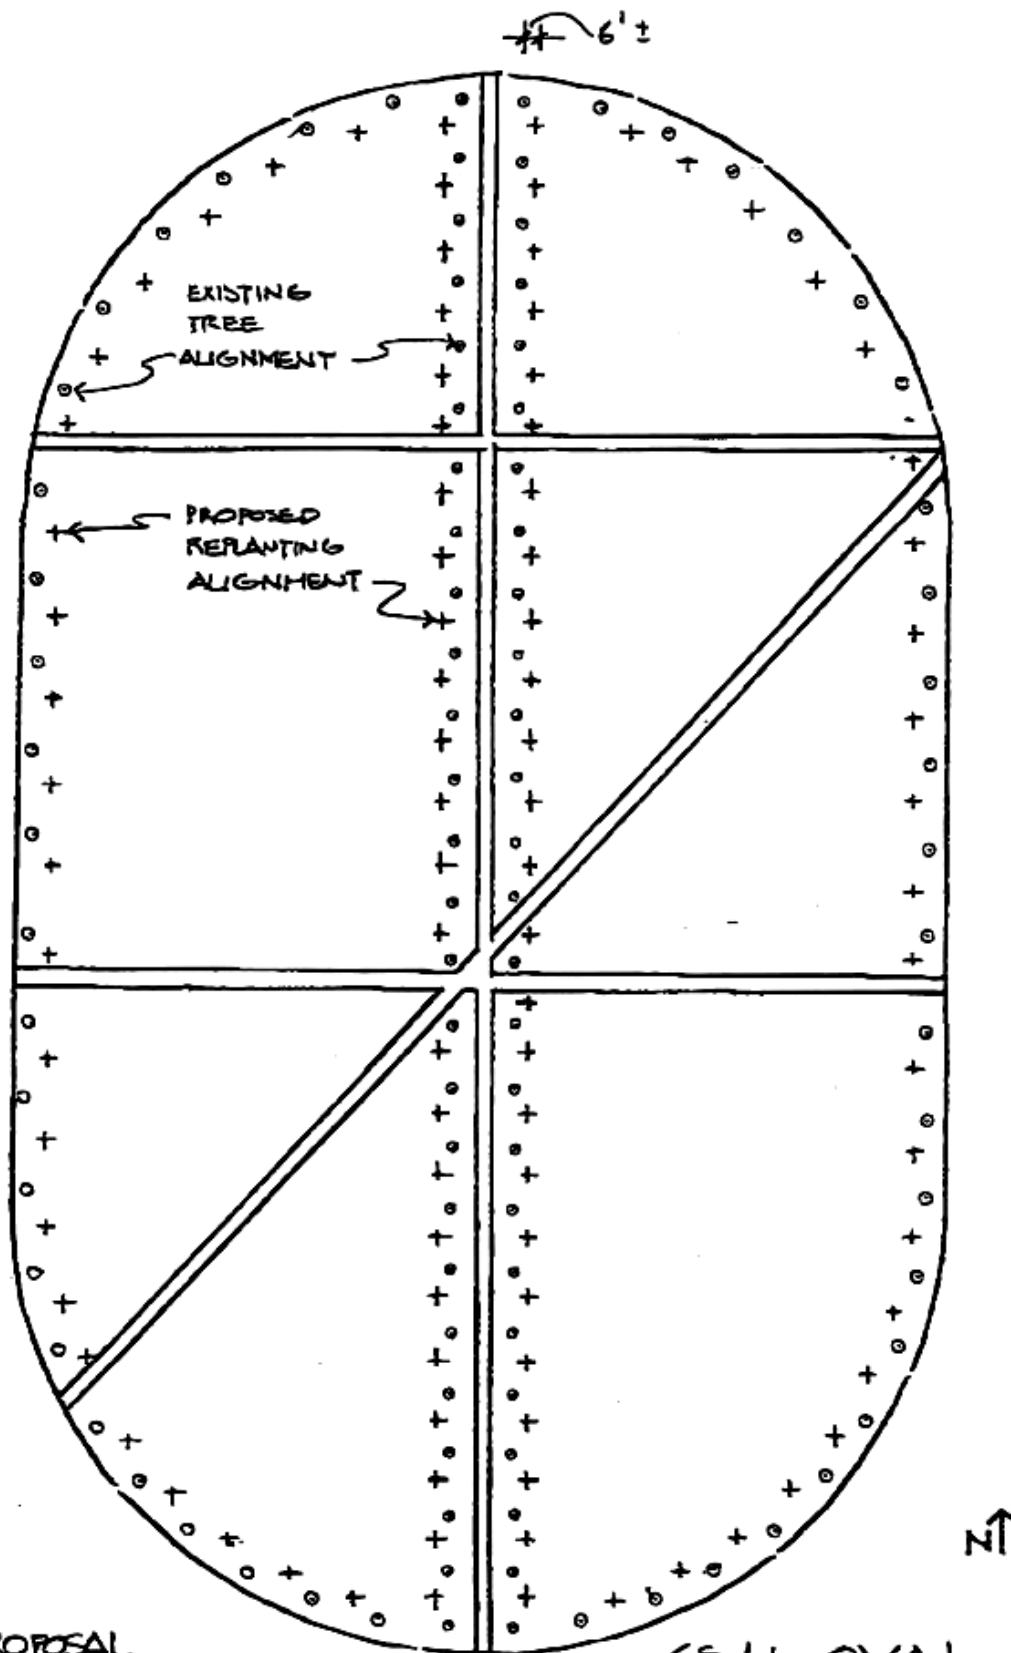 6' ±
EXISTING
TREE
ALIGNMENT
PROPOSED
REPLANTING
ALIGNMENT
N